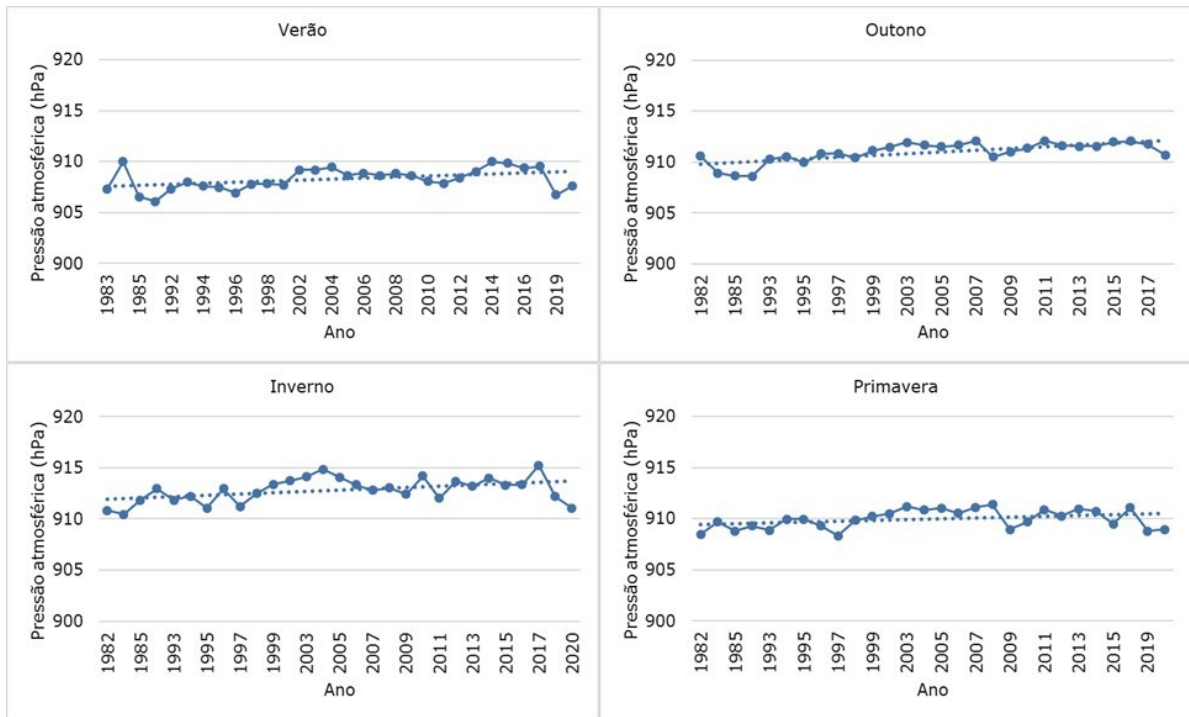 Verão
Pressão atmosférica (hPa)
920
915
910
905
900
1983 1985 1992 1994 1996 1998 2002 2004 2006 2008 2010 2012 2014 2016 2019
Ano
Outono
Pressão atmosférica (hPa)
920
915
910
905
900
1982 1985 1993 1995 1997 1999 2003 2005 2007 2009 2011 2013 2015 2017
Ano
Inverno
Pressão atmosférica (hPa)
920
915
910
905
900
1982 1985 1993 1995 1997 1999 2003 2005 2007 2009 2011 2013 2015 2017 2020
Ano
Primavera
Pressão atmosférica (hPa)
920
915
910
905
900
1982 1985 1993 1995 1997 1999 2003 2005 2007 2009 2011 2013 2015 2019
Ano